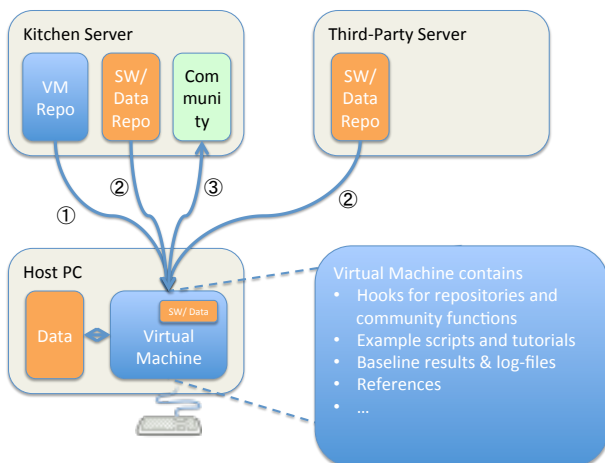 Kitchen Server
Third-Party Server
VM
Repo
SW/
Data
Repo
Com
muni
ty
SW/
Data
Repo
①
②
③
②
Host PC
Data
SW/ Data
Virtual
Machine
Virtual Machine contains
• Hooks for repositories and
community functions
• Example scripts and tutorials
• Baseline results & log-files
• References
• ...